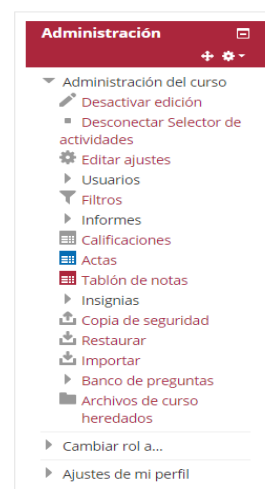 Administración
Administración del curso
Desactivar edición
Desconectar Selector de
actividades
Editar ajustes
Usuarios
Filtros
Informes
Calificaciones
Actas
Tablón de notas
Insignias
Copia de seguridad
Restaurar
Importar
Banco de preguntas
Archivos de curso
heredados
Cambiar rol a...
Ajustes de mi perfil